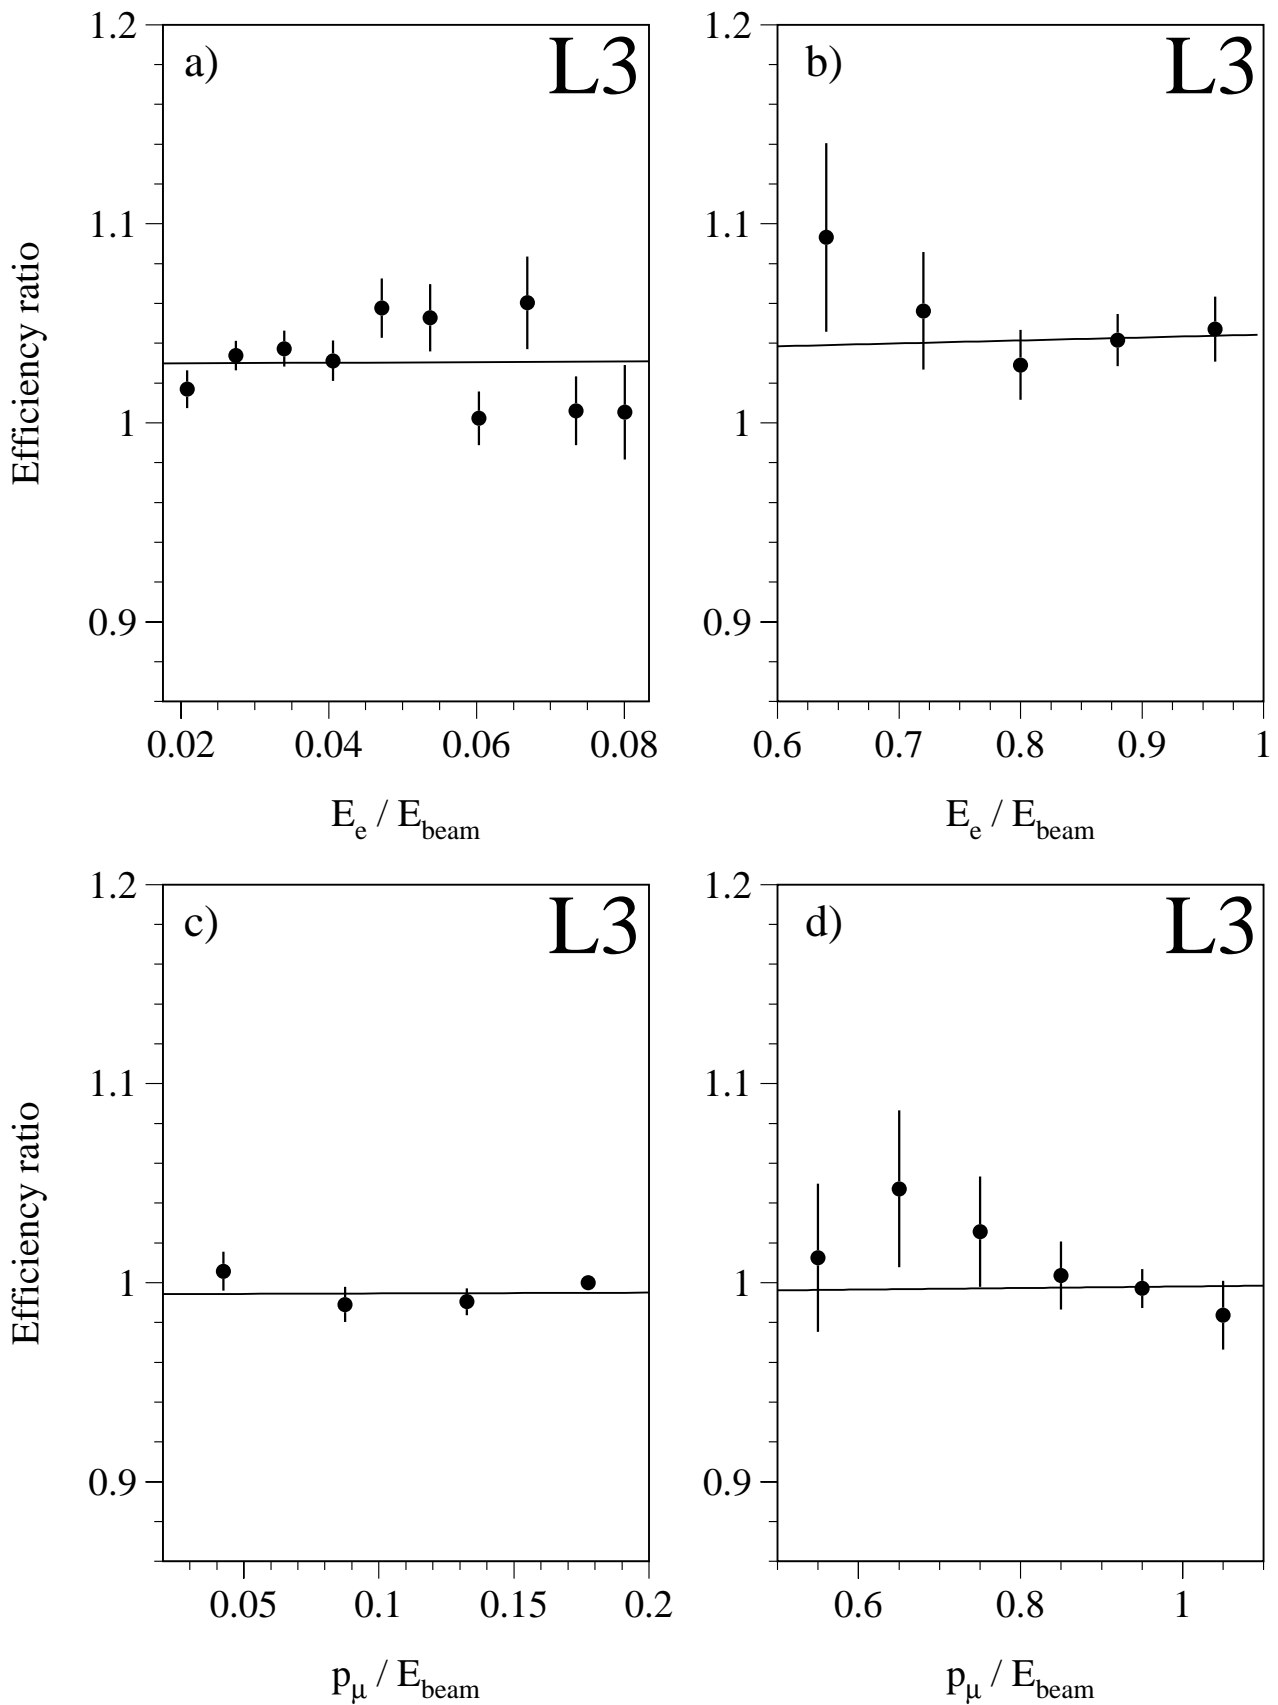 a)
L3
Efficiency ratio
1.2
1.1
1
0.9
0.02 0.04 0.06 0.08
E_e / E_beam
b)
L3
1.2
1.1
1
0.9
0.6 0.7 0.8 0.9 1
E_e / E_beam
c)
L3
Efficiency ratio
1.2
1.1
1
0.9
0.05 0.1 0.15 0.2
p_μ / E_beam
d)
L3
1.2
1.1
1
0.9
0.6 0.8 1
p_μ / E_beam